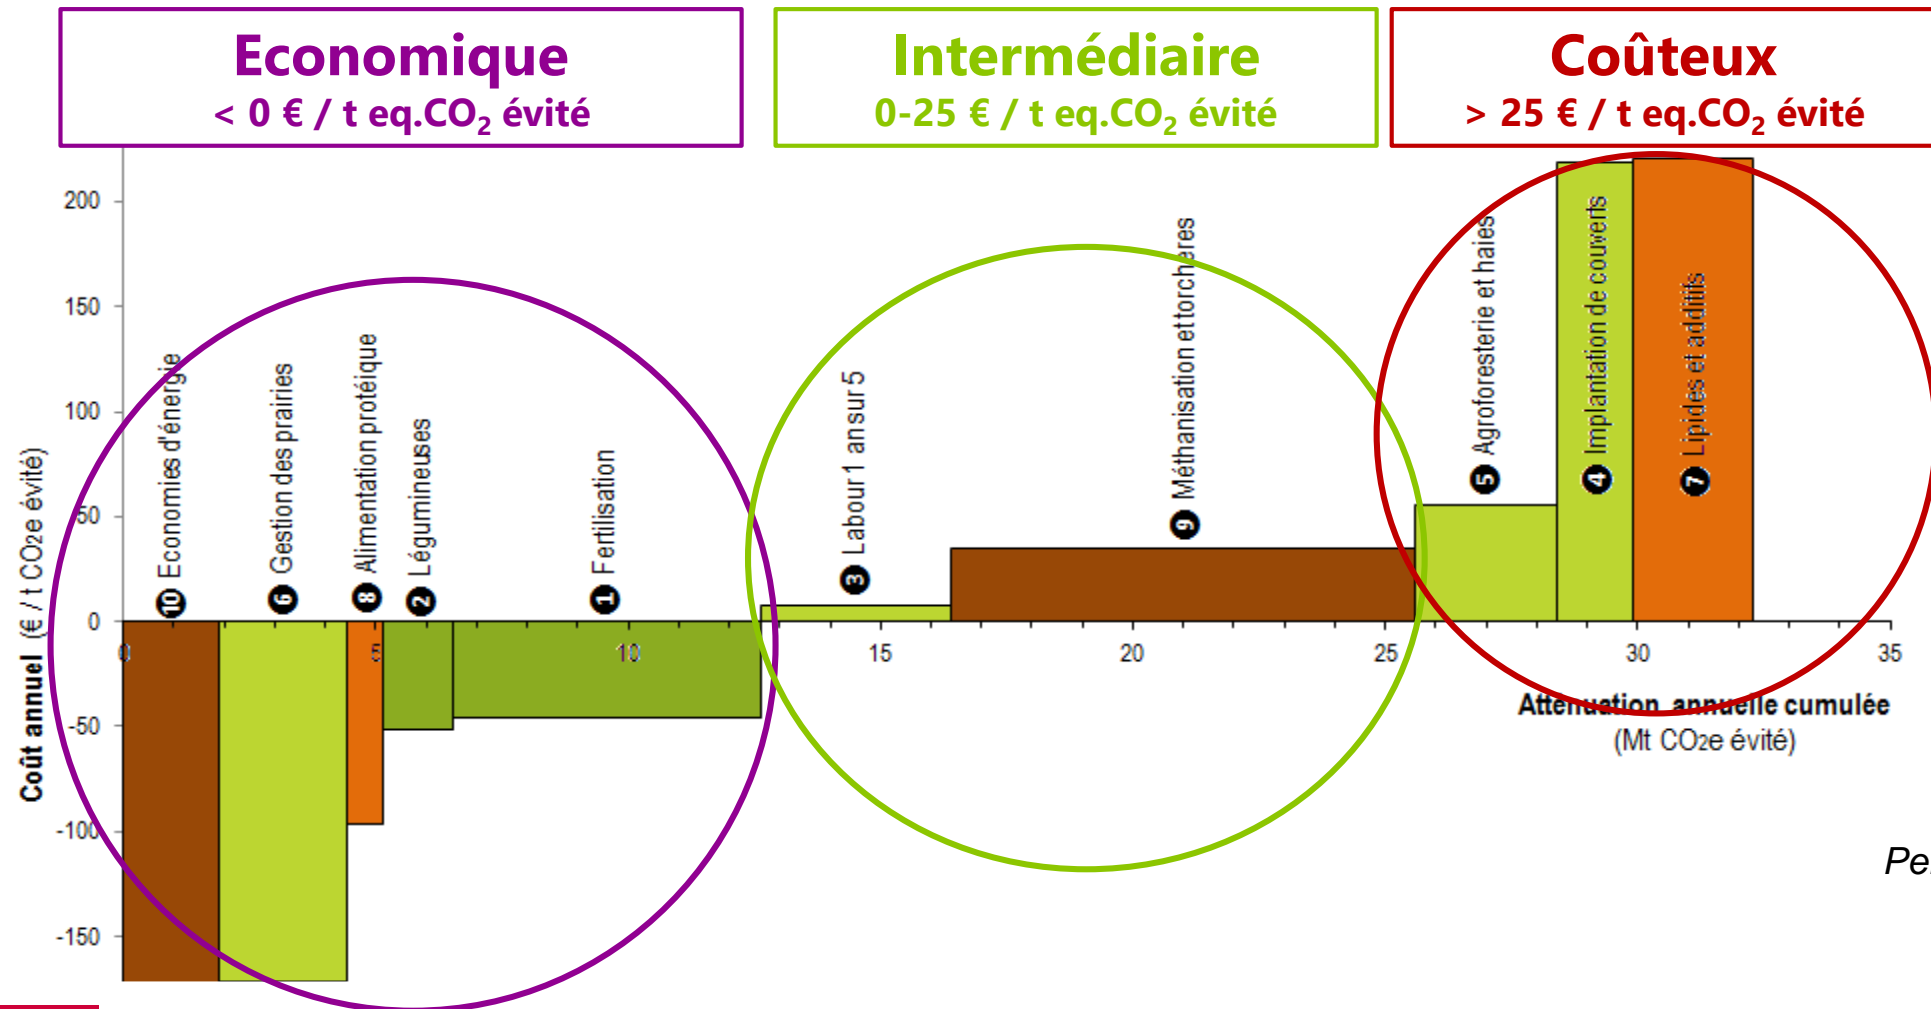 Economique
< 0 € / t eq.CO₂ évité
Intermédiaire
0-25 € / t eq.CO₂ évité
Coûteux
> 25 € / t eq.CO₂ évité
Coût annuel (€ / t CO2e évité)
200
150
100
50
0
-50
-100
-150
10 Economies d'énergie
6 Gestion des prairies
8 Alimentation protéique
2 Légumineuses
1 Fertilisation
3 Labour 1 an sur 5
9 Méthanisation et torchères
5 Agroforesterie et haies
4 Implantation de couverts
7 Lipides et additifs
0 5 10 15 20 25 30 35
Atténuation annuelle cumulée
(Mt CO2e évité)